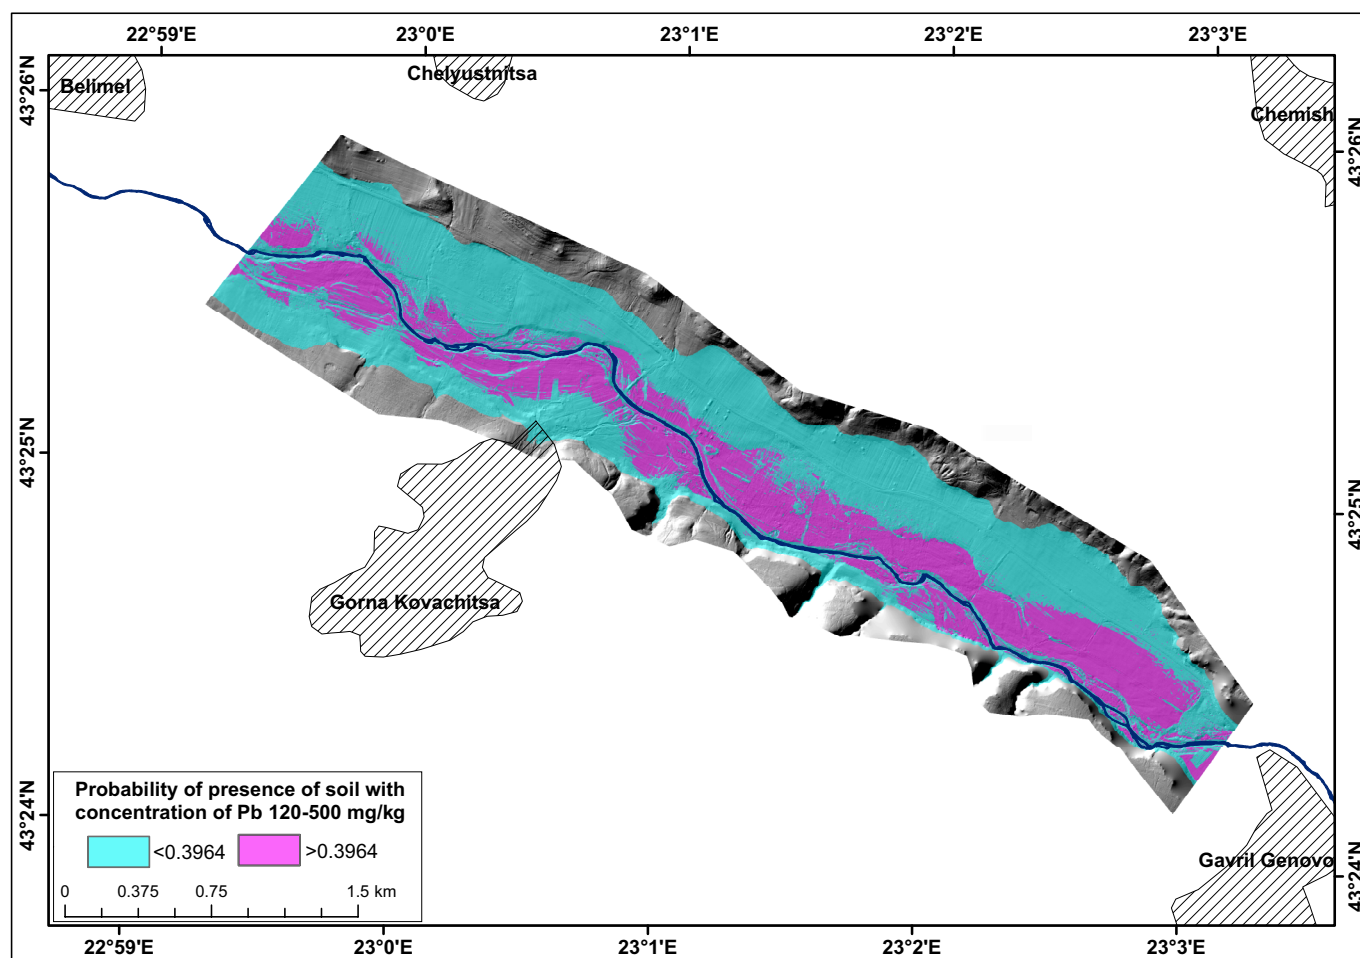 22°59'E 23°0'E 23°1'E 23°2'E 23°3'E
Belimel
Chelyustnitsa
Chemish
43°26'N
43°26'N
43°25'N
43°25'N
Gorna Kovachitsa
43°24'N
43°24'N
Gavril Genovo
Probability of presence of soil with
concentration of Pb 120-500 mg/kg
<0.3964 >0.3964
0 0.375 0.75 1.5 km
22°59'E 23°0'E 23°1'E 23°2'E 23°3'E